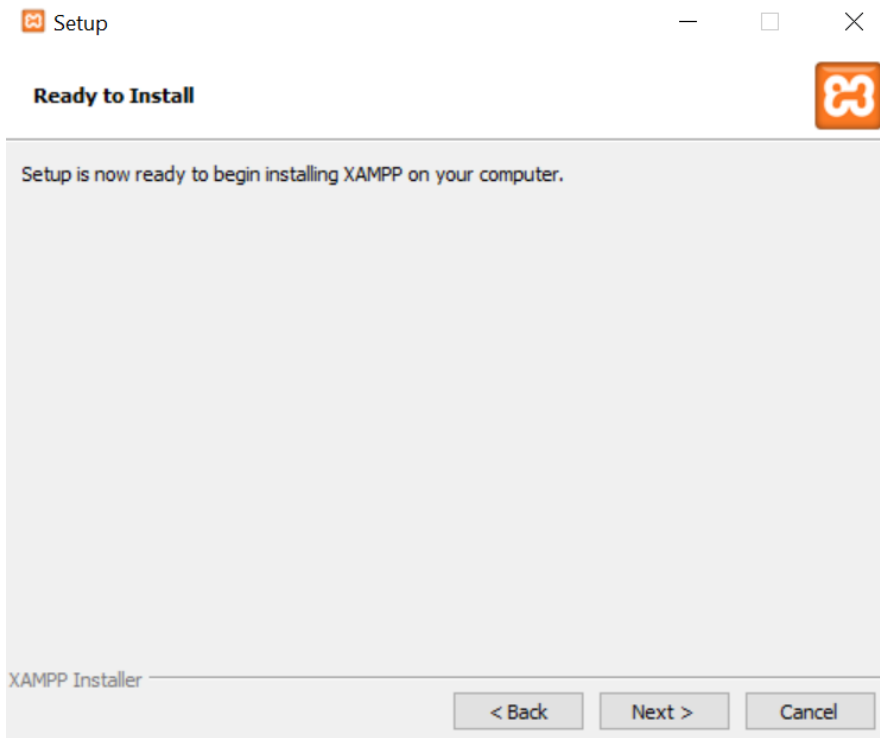 Setup
Ready to Install
Setup is now ready to begin installing XAMPP on your computer.
XAMPP Installer
< Back Next > Cancel